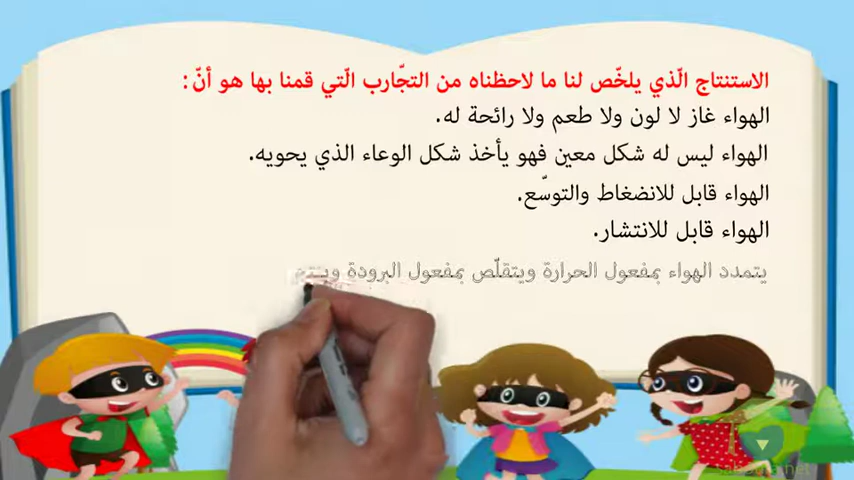 الاستنتاج الّذي يلخّص لنا ما لاحظناه من التجّارب الّتي قمنا بها هو أنّ:
الهواء غاز لا لون ولا طعم ولا رائحة له.
الهواء ليس له شكل معين فهو يأخذ شكل الوعاء الذي يحويه.
الهواء قابل للانضغاط والتوسّع.
الهواء قابل للانتشار.
يتمدد الهواء بمفعول الحرارة ويتقلّص بمفعول البرودة